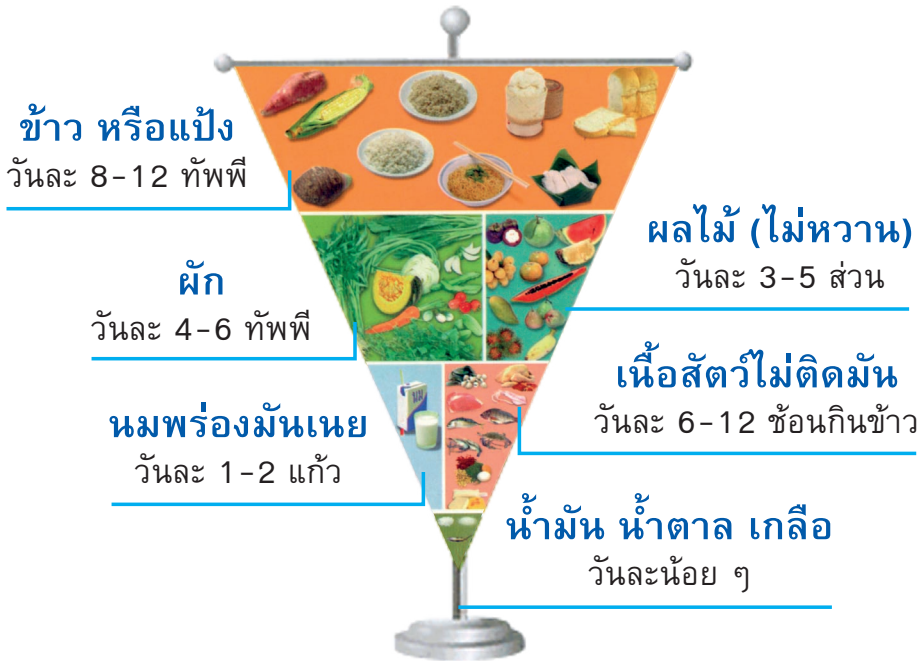 ข้าว หรือแป้ง
วันละ 8-12 ทัพพี
ผลไม้ (ไม่หวาน)
วันละ 3-5 ส่วน
ผัก
วันละ 4-6 ทัพพี
เนื้อสัตว์ไม่ติดมัน
วันละ 6-12 ช้อนกินข้าว
นมพร่องมันเนย
วันละ 1-2 แก้ว
น้ำมัน น้ำตาล เกลือ
วันละน้อย ๆ